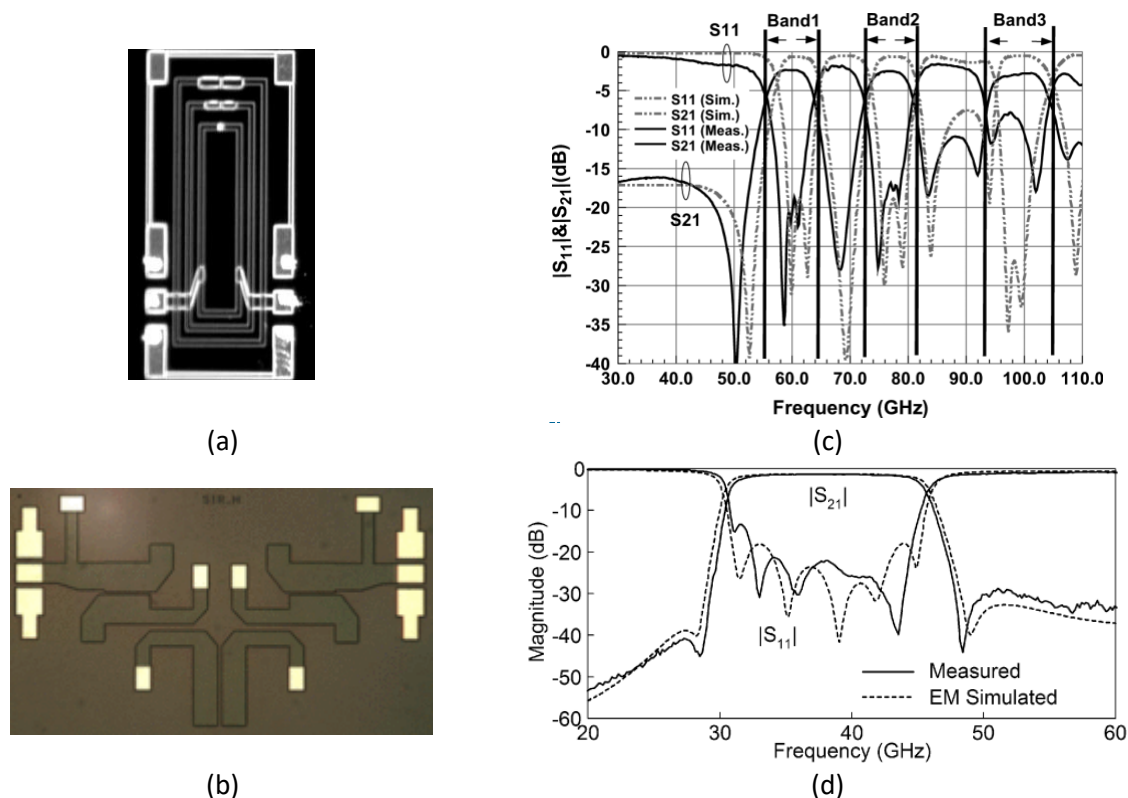 Band1 Band2 Band3
S11
0
-5
-10
-15
-20
-25
-30
-35
-40
S11 (Sim.)
S21 (Sim.)
S11 (Meas.)
S21 (Meas.)
S21
|S11|&|S21|(dB)
30.0 40.0 50.0 60.0 70.0 80.0 90.0 100.0 110.0
Frequency (GHz)
(a)
(c)
SIR.M
0
-10
-20
-30
-40
-50
-60
|S21|
|S11|
Magnitude (dB)
Measured
EM Simulated
20 30 40 50 60
Frequency (GHz)
(b)
(d)